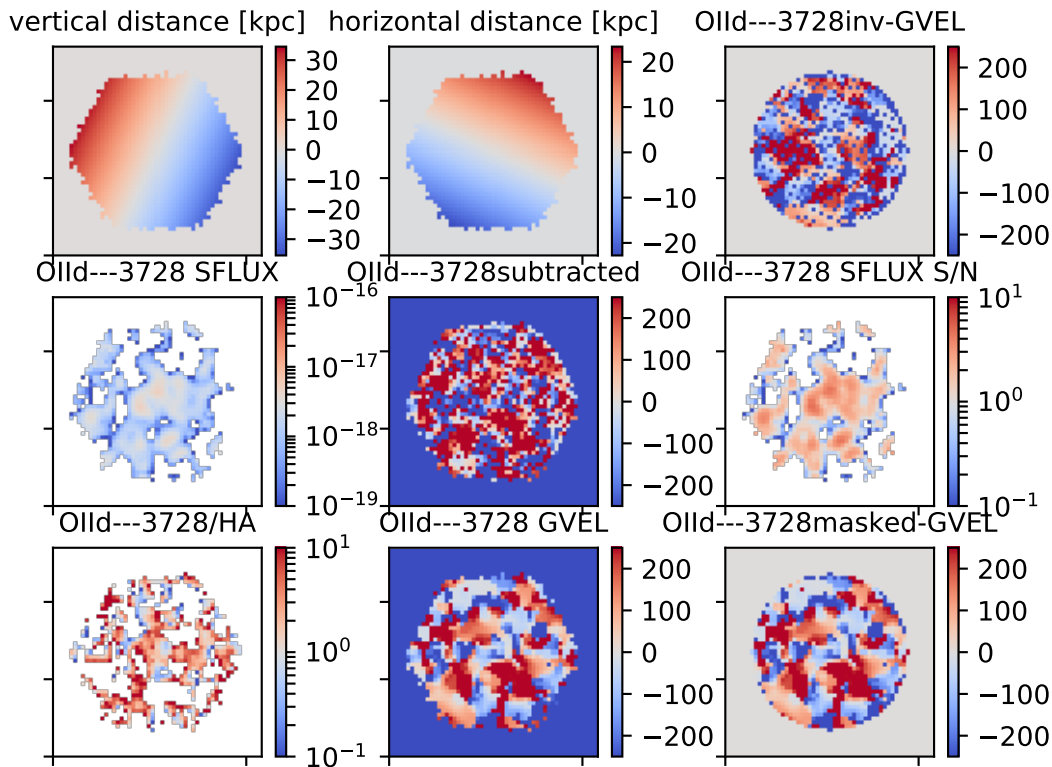 vertical distance [kpc] horizontal distance [kpc] OIId---3728inv-GVEL
30 20 200
20 10 100
10 0 0
0 −10 −100
−10 −20 −200
−20
−30
OIId---3728 SFLUX OIId---3728subtracted OIId---3728 SFLUX S/N
10⁻¹⁶ 200 10¹
10⁻¹⁷ 100 10⁰
10⁻¹⁸ 0 10⁻¹
10⁻¹⁹ −100
−200
OIId---3728/HA OIId---3728 GVEL OIId---3728masked-GVEL
10¹ 200 200
10⁰ 100 100
10⁻¹ 0 0
−100 −100
−200 −200